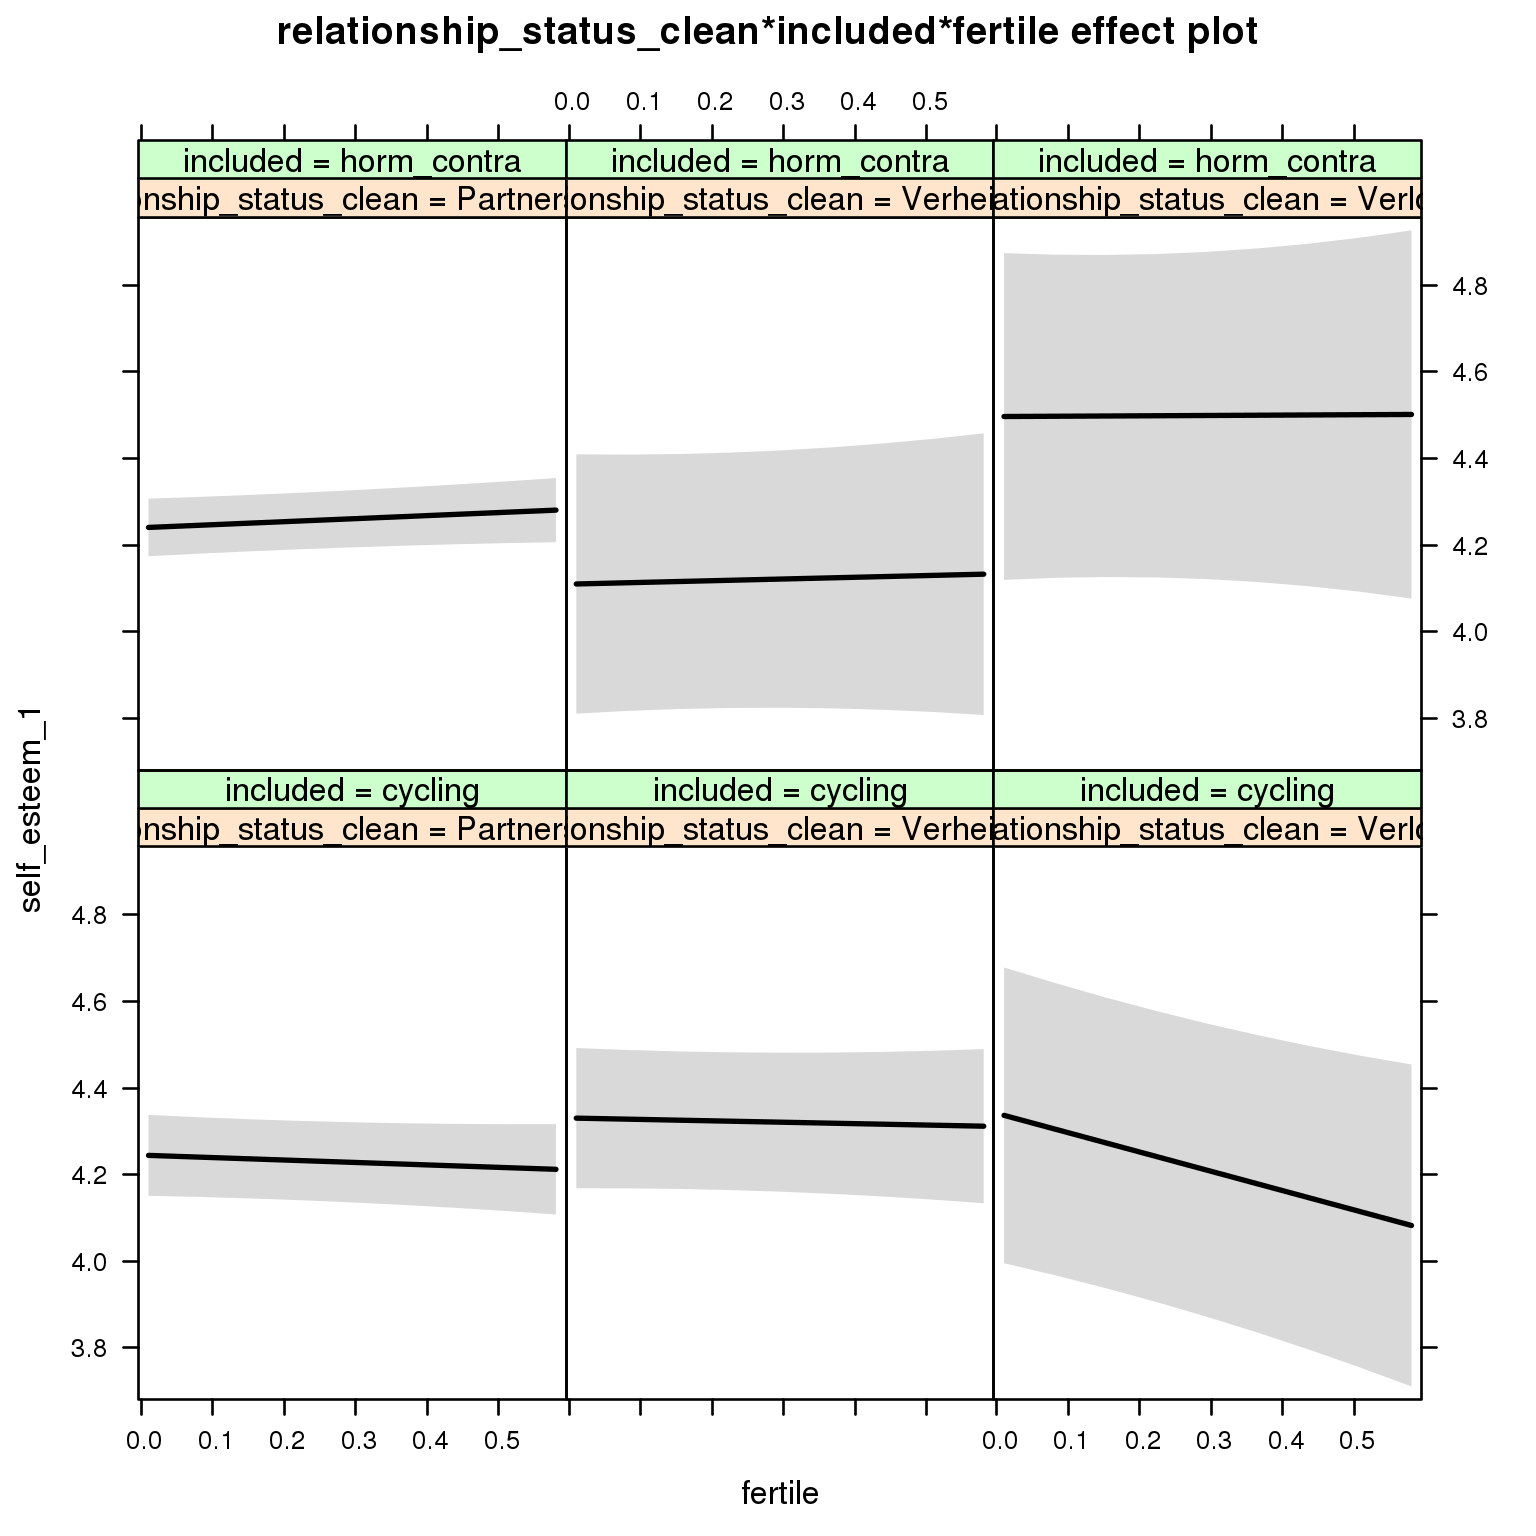 relationship_status_clean*included*fertile effect plot
0.0 0.1 0.2 0.3 0.4 0.5
included = horm_contra included = horm_contra included = horm_contra
onship_status_clean = Partners onship_status_clean = Verhei ationship_status_clean = Verlo
4.8
4.6
4.4
4.2
4.0
3.8
self_esteem_1
included = cycling included = cycling included = cycling
onship_status_clean = Partners onship_status_clean = Verhei ationship_status_clean = Verlo
4.8
4.6
4.4
4.2
4.0
3.8
0.0 0.1 0.2 0.3 0.4 0.5 0.0 0.1 0.2 0.3 0.4 0.5
fertile